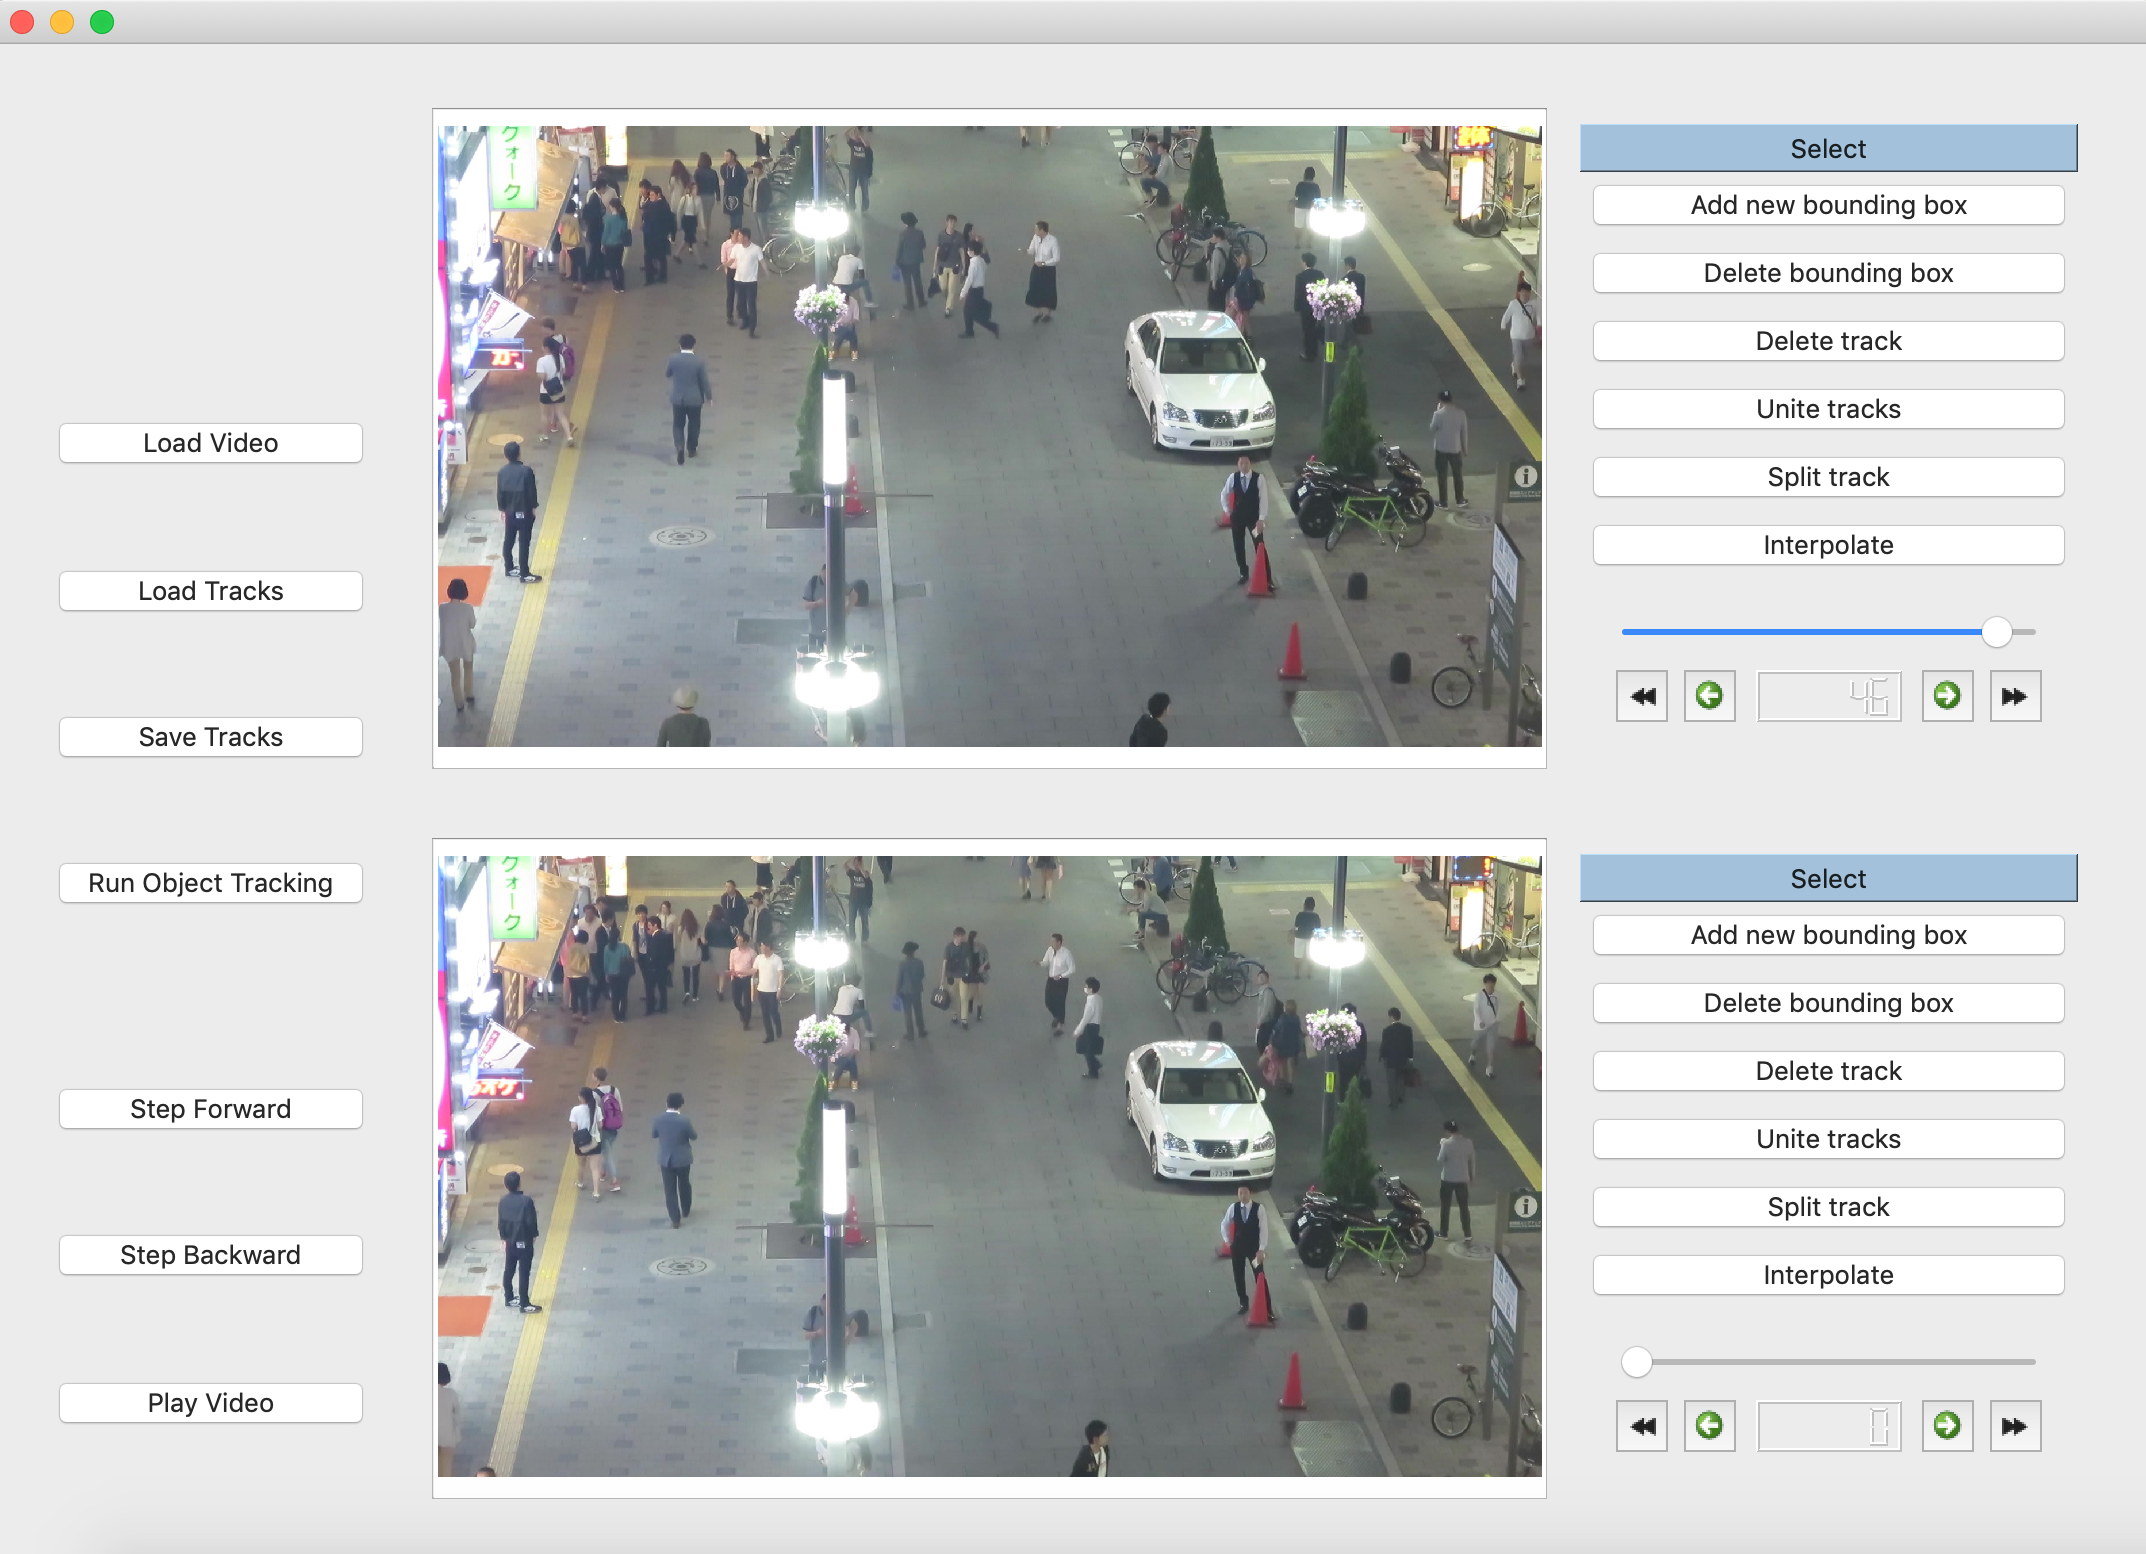 Load Video
Load Tracks
Save Tracks
Run Object Tracking
Step Forward
Step Backward
Play Video
クォーク
カー
i
Select
Add new bounding box
Delete bounding box
Delete track
Unite tracks
Split track
Interpolate
46
クォーク
i
Select
Add new bounding box
Delete bounding box
Delete track
Unite tracks
Split track
Interpolate
0